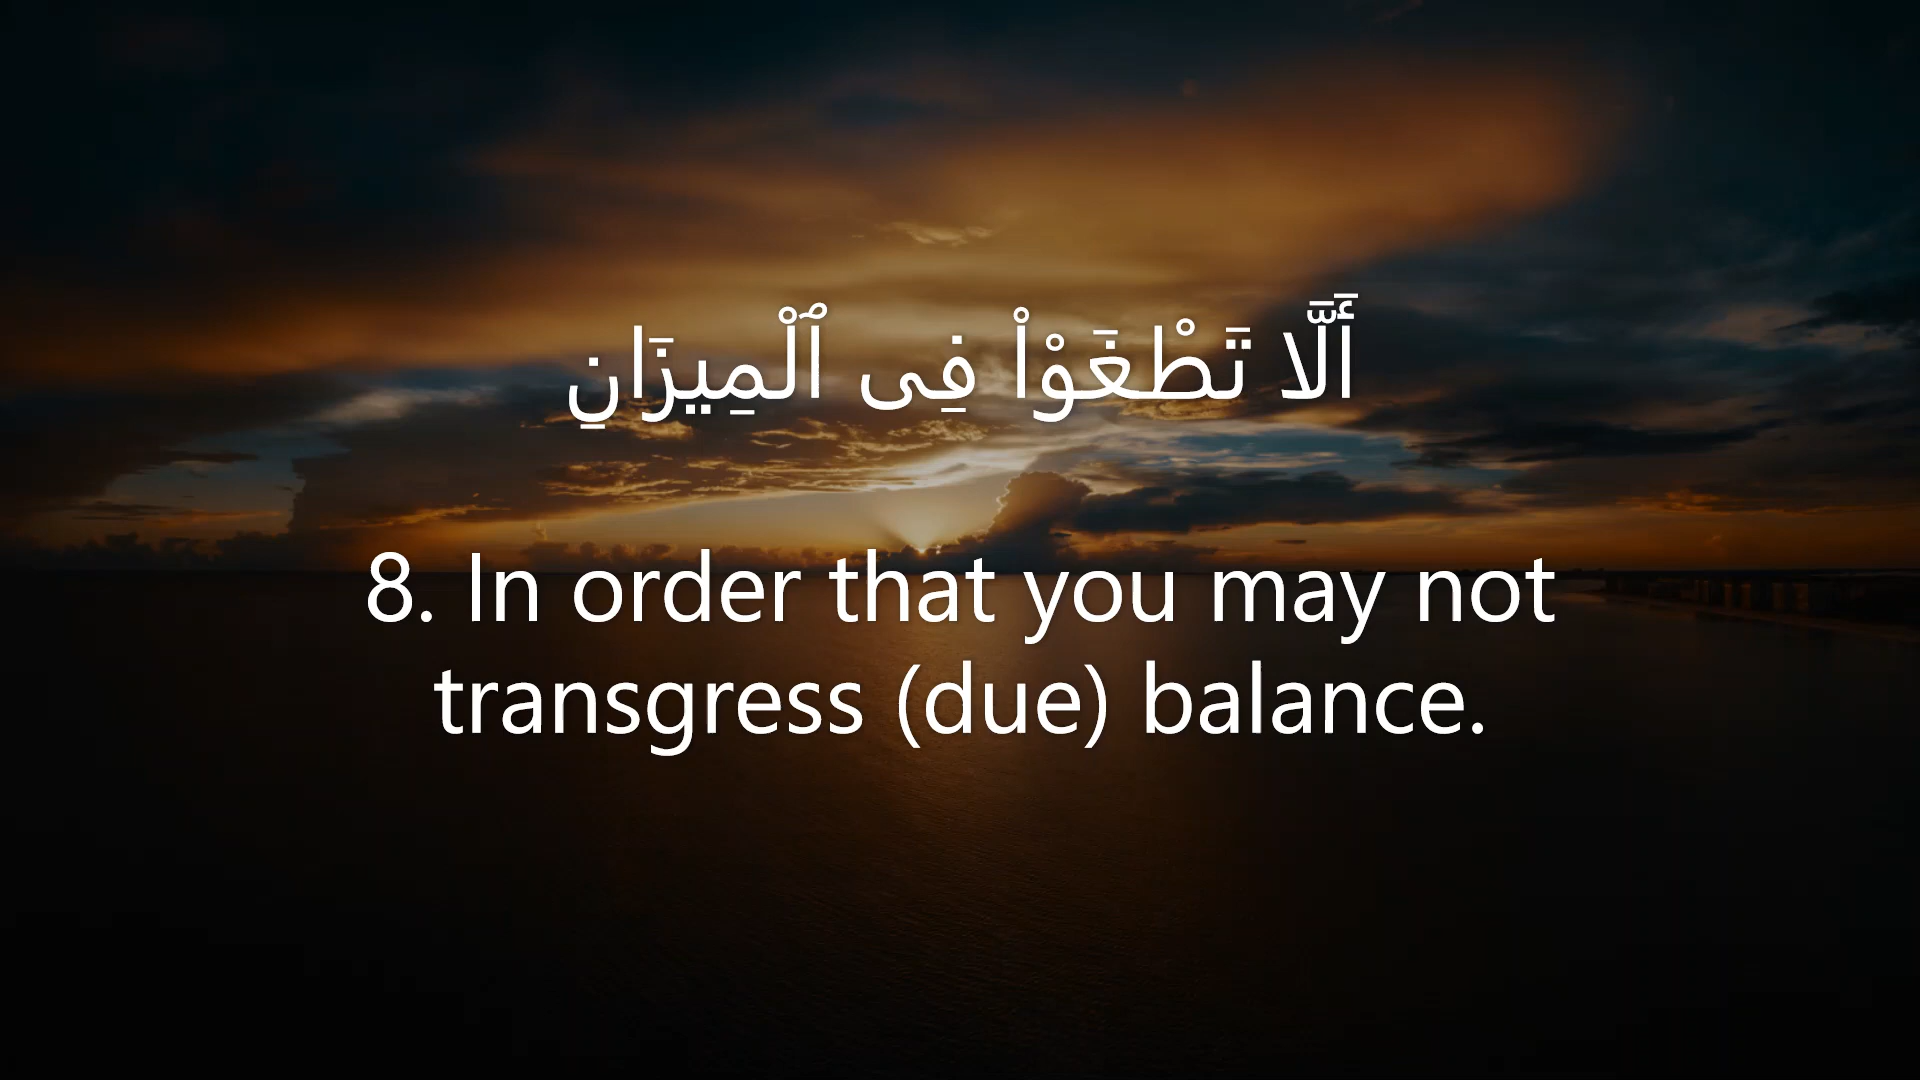 أَلَّا تَطْغَوْا۟ فِى ٱلْمِيزَانِ
8. In order that you may not
transgress (due) balance.